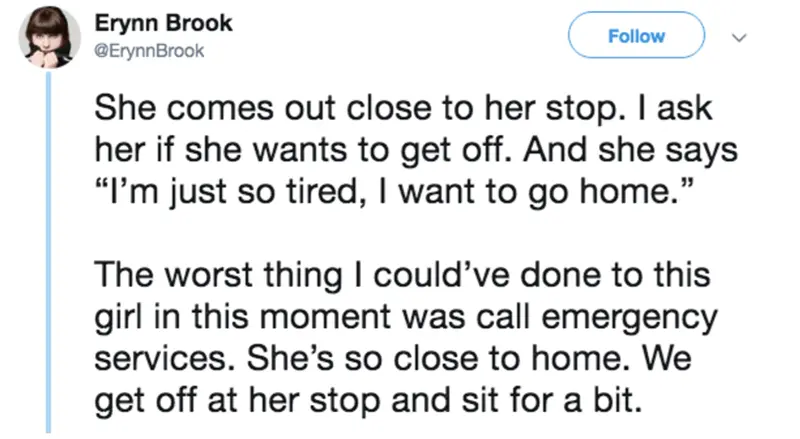 Erynn Brook
@ErynnBrook
Follow
She comes out close to her stop. I ask
her if she wants to get off. And she says
“I’m just so tired, I want to go home.”
The worst thing I could’ve done to this
girl in this moment was call emergency
services. She’s so close to home. We
get off at her stop and sit for a bit.